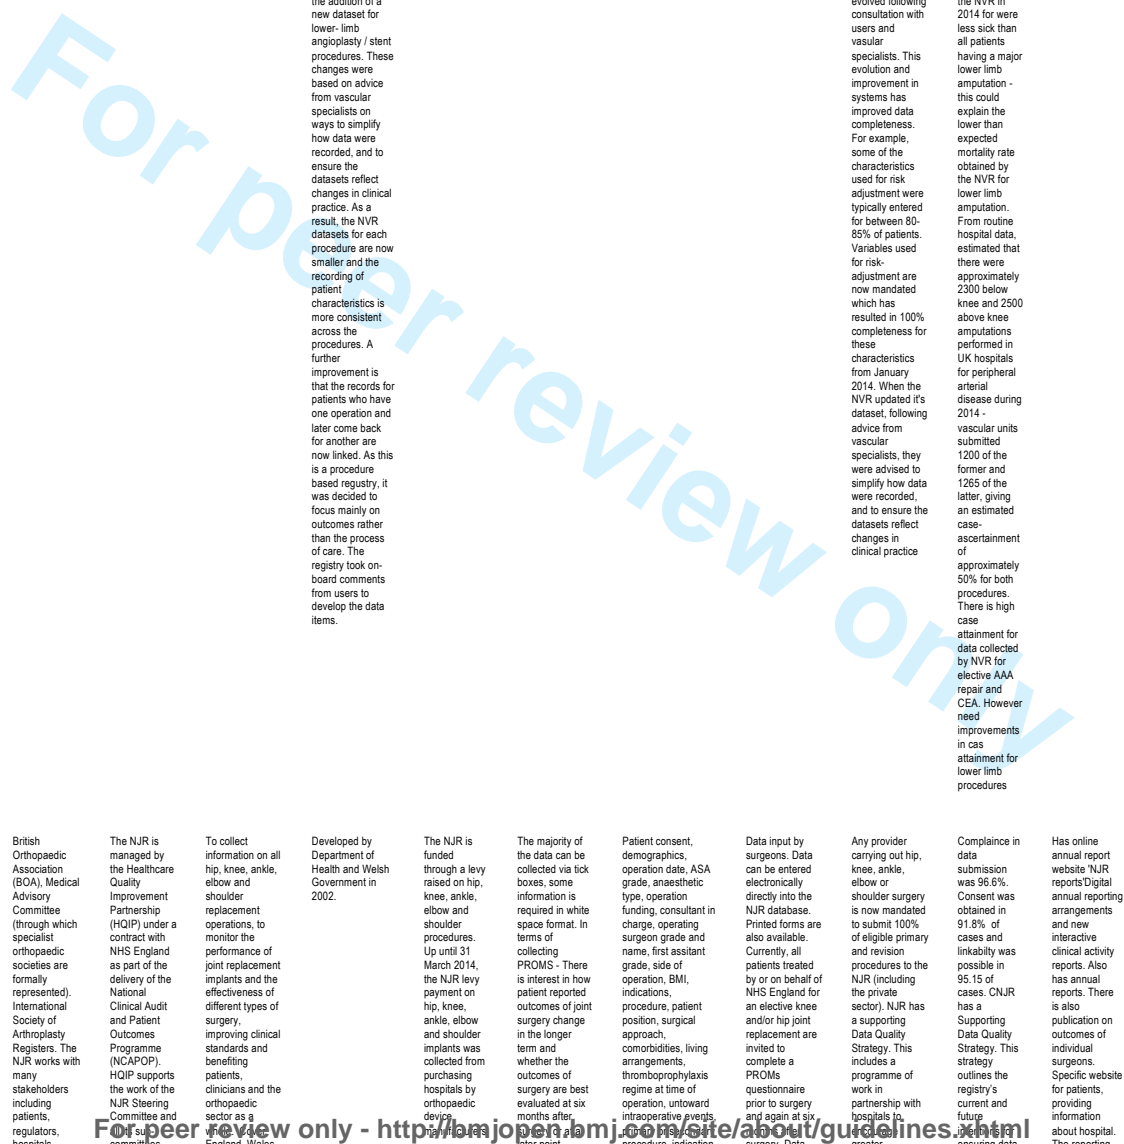 the addition of a
new dataset for
lower- limb
angioplasty / stent
procedures. These
changes were
based on advice
from vascular
specialists on
ways to simplify
how data were
recorded, and to
ensure the
datasets reflect
changes in clinical
practice. As a
result, the NVR
datasets for each
procedure are now
smaller and the
recording of
patient
characteristics is
more consistent
across the
procedures. A
further
improvement is
that the records for
patients who have
one operation and
later come back
for another are
now linked. As this
is a procedure
based regustry, it
was decided to
focus mainly on
outcomes rather
than the process
of care. The
registry took on-
board comments
from users to
develop the data
items.
evolved following
consultation with
users and
vasular
specialists. This
evolution and
improvement in
systems has
improved data
completeness.
For example,
some of the
characteristics
used for risk
adjustment were
typically entered
for between 80-
85% of patients.
Variables used
for risk-
adjustment are
now mandated
which has
resulted in 100%
completeness for
these
characteristics
from January
2014. When the
NVR updated it's
dataset, following
advice from
vascular
specialists, they
were advised to
simplify how data
were recorded,
and to ensure the
datasets reflect
changes in
clinical practice
the NVR in
2014 for were
less sick than
all patients
having a major
lower limb
amputation -
this could
explain the
lower than
expected
mortality rate
obtained by
the NVR for
lower limb
amputation.
From routine
hospital data,
estimated that
there were
approximately
2300 below
knee and 2500
above knee
amputations
performed in
UK hospitals
for peripheral
arterial
disease during
2014 -
vascular units
submitted
1200 of the
former and
1265 of the
latter, giving
an estimated
case-
ascertainment
of
approximately
50% for both
procedures.
There is high
case
attainment for
data collected
by NVR for
elective AAA
repair and
CEA. However
need
improvements
in cas
attainment for
lower limb
procedures
British
Orthopaedic
Association
(BOA), Medical
Advisory
Committee
(through which
specialist
orthopaedic
societies are
formally
represented).
International
Society of
Arthroplasty
Registers. The
NJR works with
many
stakeholders
including
patients,
regulators,
hospitals,
The NJR is
managed by
the Healthcare
Quality
Improvement
Partnership
(HQIP) under a
contract with
NHS England
as part of the
delivery of the
National
Clinical Audit
and Patient
Outcomes
Programme
(NCAPOP).
HQIP supports
the work of the
NJR Steering
Committee and
all its sub-
committees
To collect
information on all
hip, knee, ankle,
elbow and
shoulder
replacement
operations, to
monitor the
performance of
joint replacement
implants and the
effectiveness of
different types of
surgery,
improving clinical
standards and
benefiting
patients,
clinicians and the
orthopaedic
sector as a
whole. (Cover
England, Wales
Developed by
Department of
Health and Welsh
Government in
2002.
The NJR is
funded
through a levy
raised on hip,
knee, ankle,
elbow and
shoulder
procedures.
Up until 31
March 2014,
the NJR levy
payment on
hip, knee,
ankle, elbow
and shoulder
implants was
collected from
purchasing
hospitals by
orthopaedic
device
manufacturers
The majority of
the data can be
collected via tick
boxes, some
information is
required in white
space format. In
terms of
collecting
PROMS - There
is interest in how
patient reported
outcomes of joint
surgery change
in the longer
term and
whether the
outcomes of
surgery are best
evaluated at six
months after
surgery or at a
later point
Patient consent,
demographics,
operation date, ASA
grade, anaesthetic
type, operation
funding, consultant in
charge, operating
surgeon grade and
name, first assitant
grade, side of
operation, BMI,
indications,
procedure, patient
position, surgical
approach,
comorbidities, living
arrangements,
thromboprophylaxis
regime at time of
operation, untoward
intraoperative events,
primary or secondary
procedure, indication
Data input by
surgeons. Data
can be entered
electronically
directly into the
NJR database.
Printed forms are
also available.
Currently, all
patients treated
by or on behalf of
NHS England for
an elective knee
and/or hip joint
replacement are
invited to
complete a
PROMs
questionnaire
prior to surgery
and again at six
months after
surgery. Data
Any provider
carrying out hip,
knee, ankle,
elbow or
shoulder surgery
is now mandated
to submit 100%
of eligible primary
and revision
procedures to the
NJR (including
the private
sector). NJR has
a supporting
Data Quality
Strategy. This
includes a
programme of
work in
partnership with
hospitals to
encourage
greater
Complaince in
data
submission
was 96.6%.
Consent was
obtained in
91.8% of
cases and
linkabilty was
possible in
95.15 of
cases. CNJR
has a
Supporting
Data Quality
Strategy. This
strategy
outlines the
registry's
current and
future
intentions for
ensuring data
Has online
annual report
website 'NJR
reports'Digital
annual reporting
arrangements
and new
interactive
clinical activity
reports. Also
has annual
reports. There
is also
publication on
outcomes of
individual
surgeons.
Specific website
for patients,
providing
information
about hospital.
The reporting
For peer review only
For peer review only - http://bmjopen.bmj.com/site/about/guidelines.xhtml